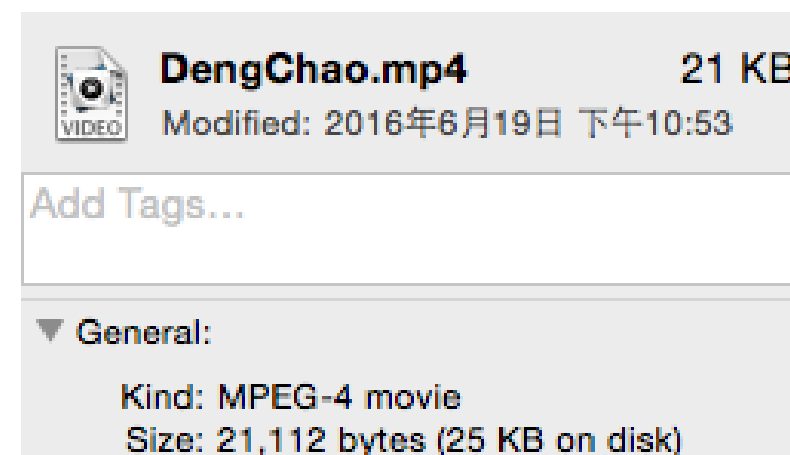 DengChao.mp4 21 KB
VIDEO
Modified: 2016年6月19日 下午10:53
Add Tags...
General:
Kind: MPEG-4 movie
Size: 21,112 bytes (25 KB on disk)